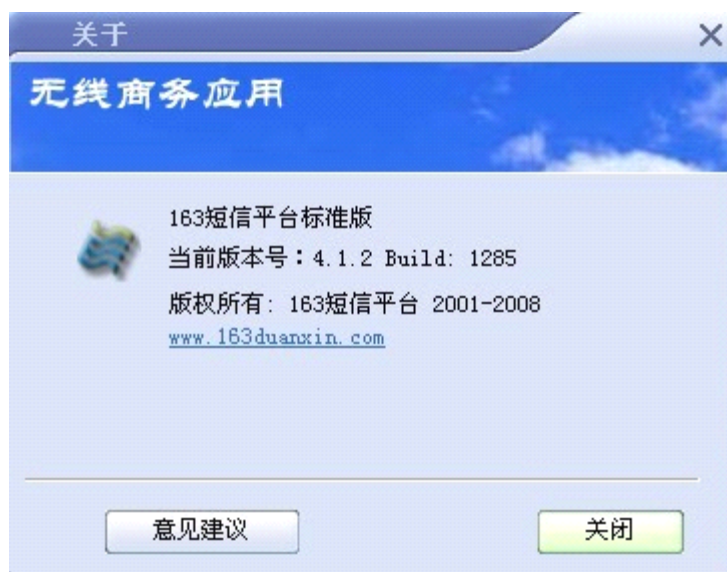 关于
无线商务应用
163短信平台标准版
当前版本号：4.1.2 Build: 1285
版权所有: 163短信平台 2001-2008
www.163duanxin.com
意见建议
关闭